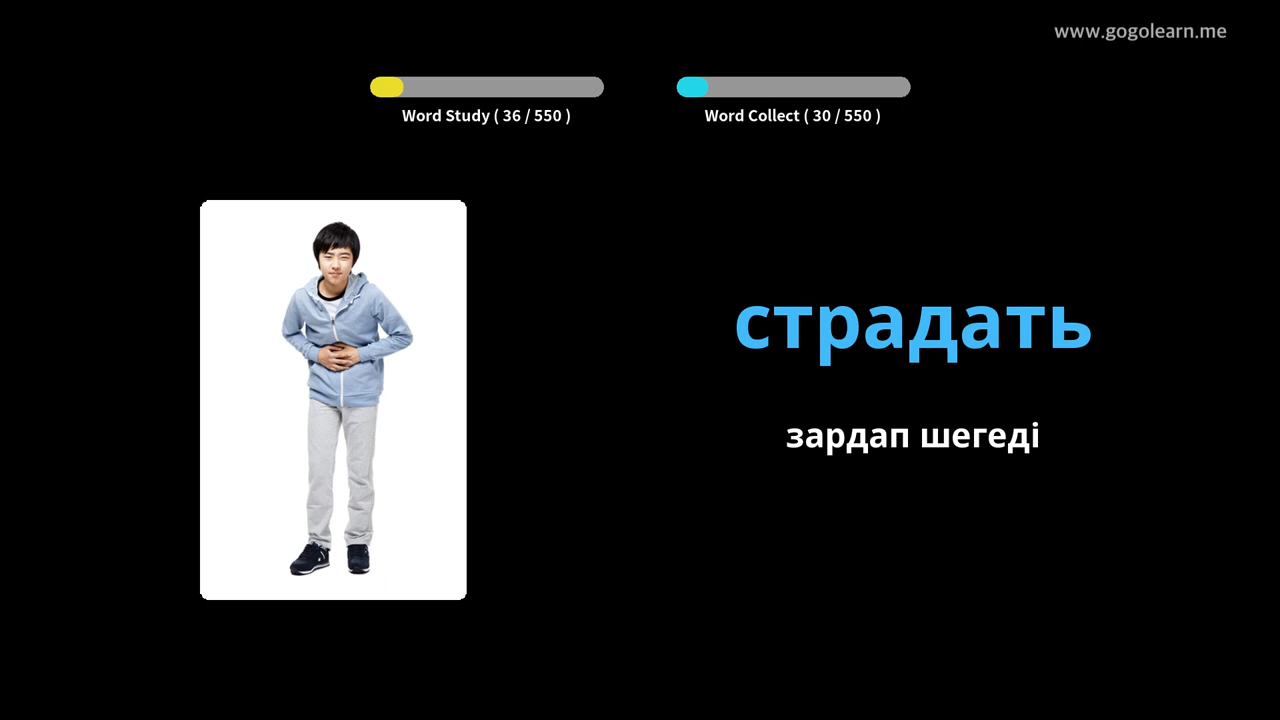 www.gogolearn.me
Word Study ( 36 / 550 )
Word Collect ( 30 / 550 )
страдать
зардап шегеді